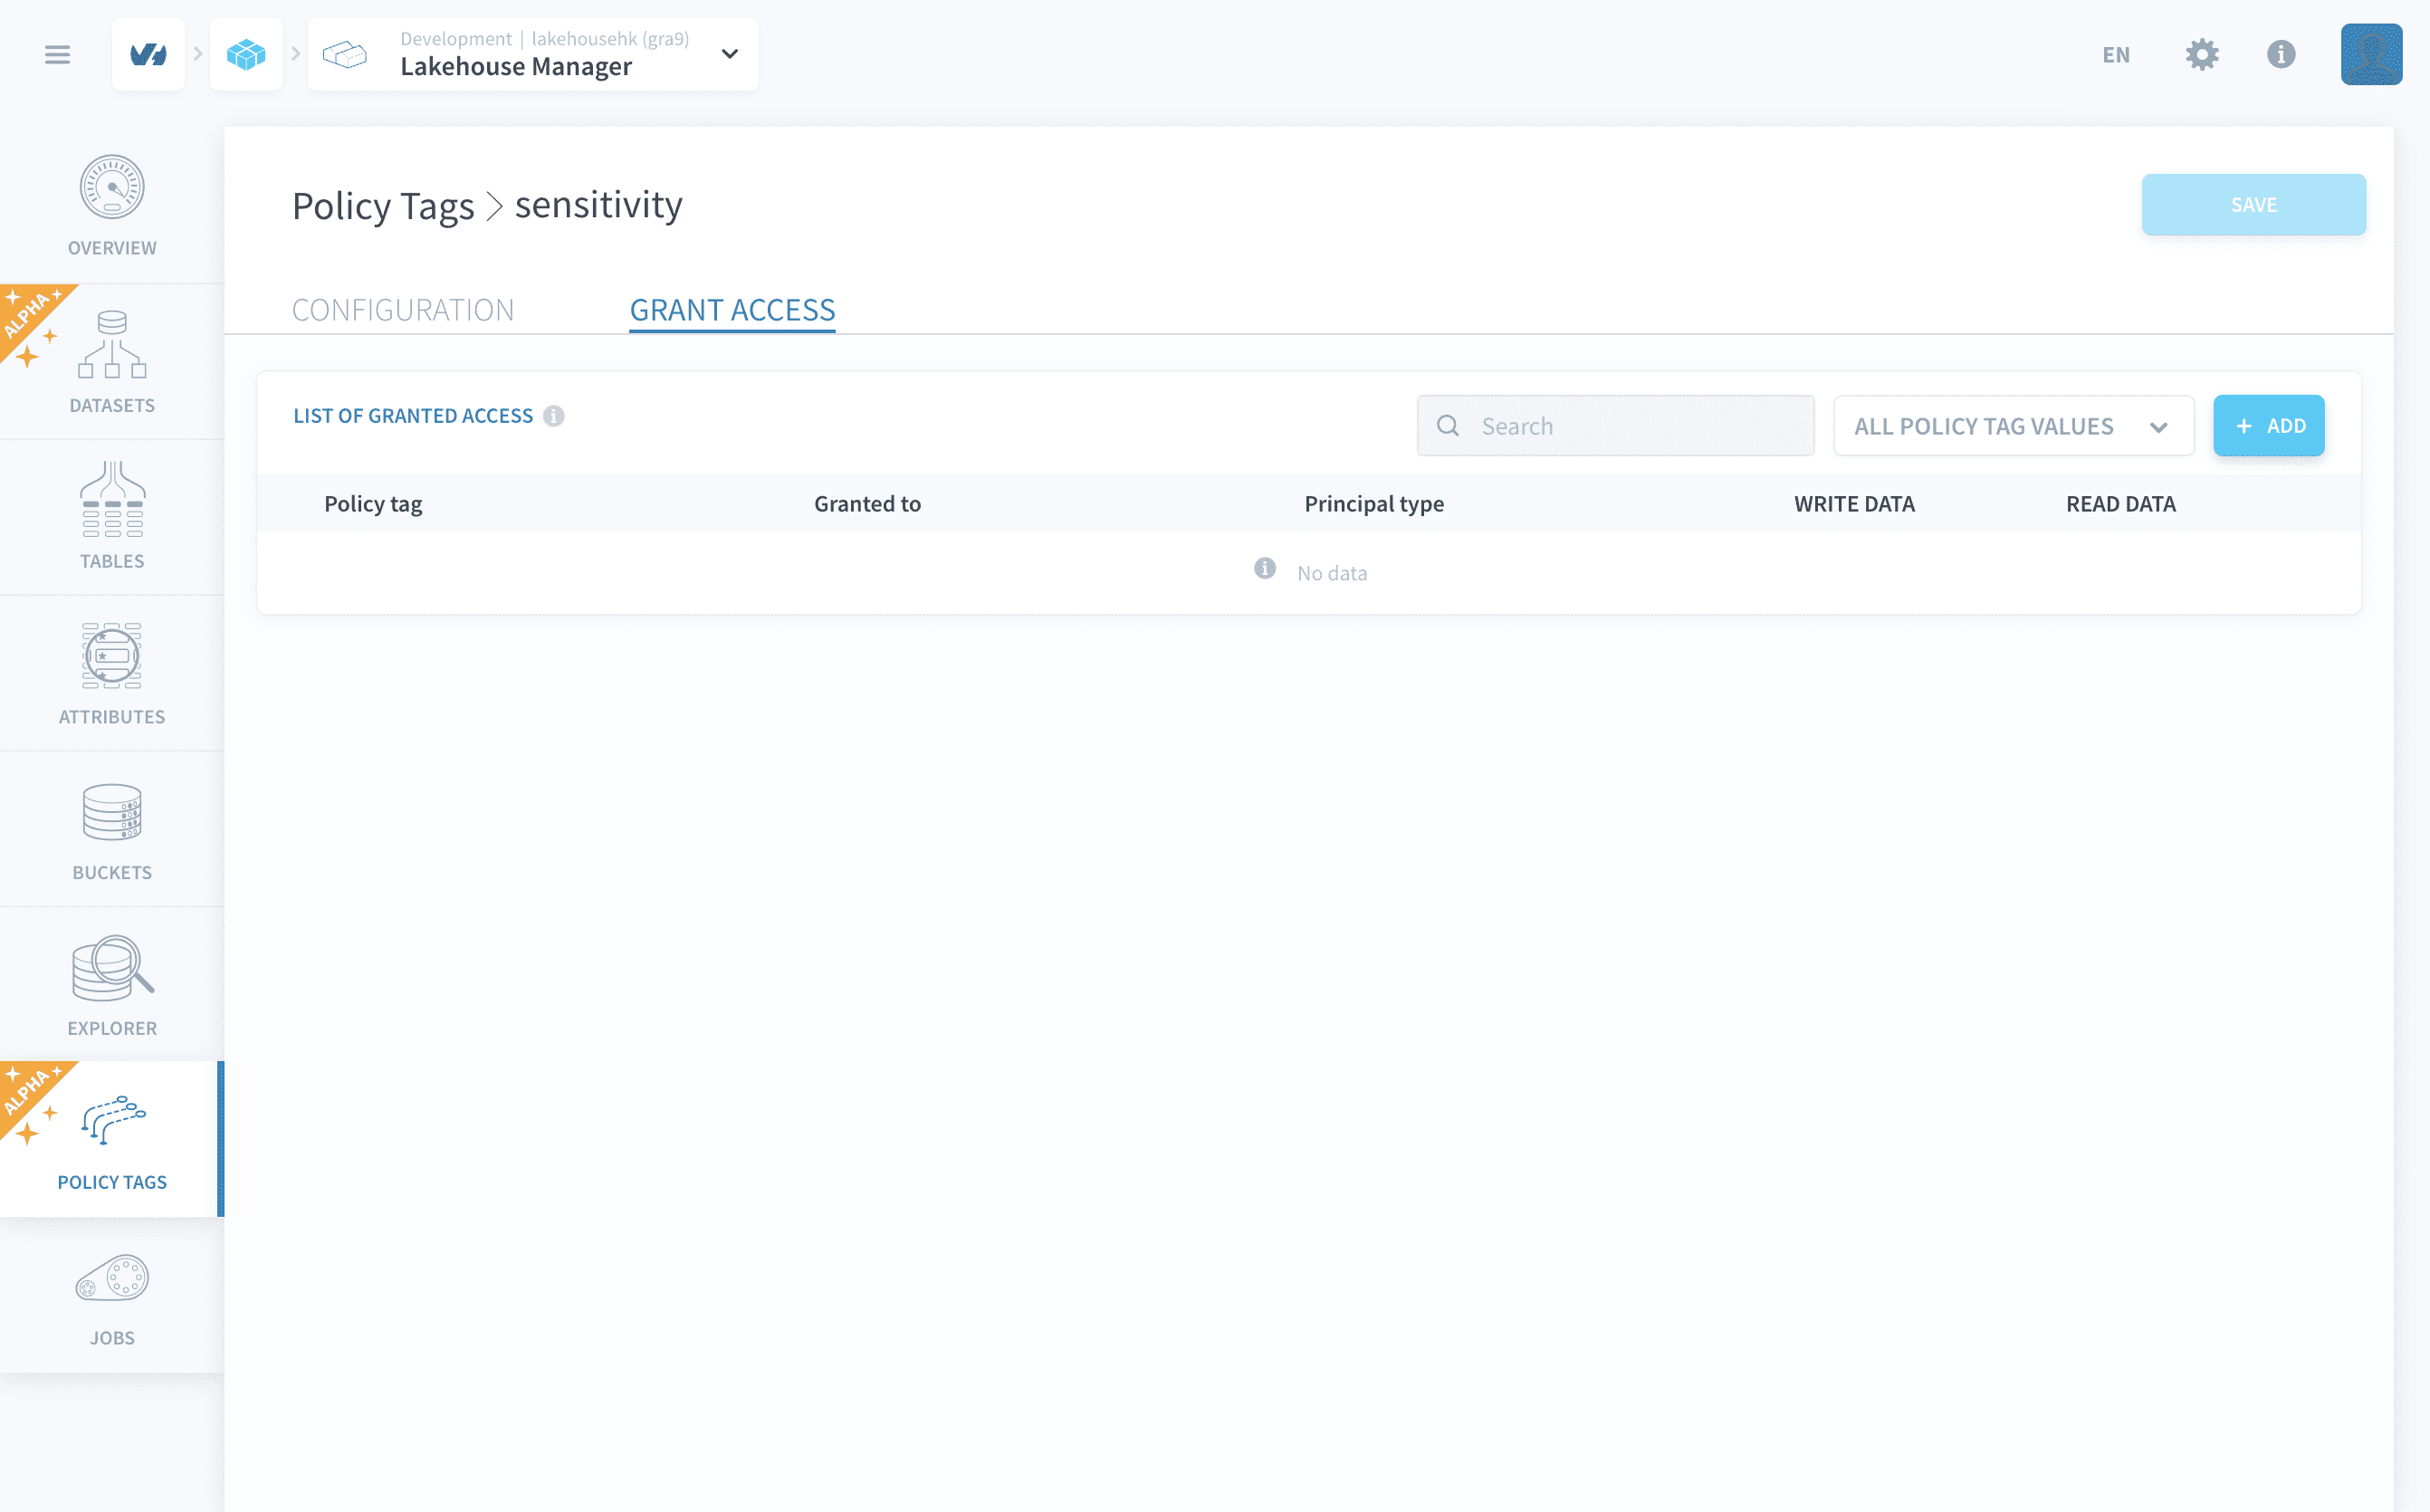 Development | lakehousehk (gra9)
Lakehouse Manager
EN
OVERVIEW
ALPHA
DATASETS
TABLES
ATTRIBUTES
BUCKETS
EXPLORER
ALPHA
POLICY TAGS
JOBS
Policy Tags > sensitivity
SAVE
CONFIGURATION GRANT ACCESS
LIST OF GRANTED ACCESS
Search
ALL POLICY TAG VALUES
+ ADD
Policy tag Granted to Principal type WRITE DATA READ DATA
No data